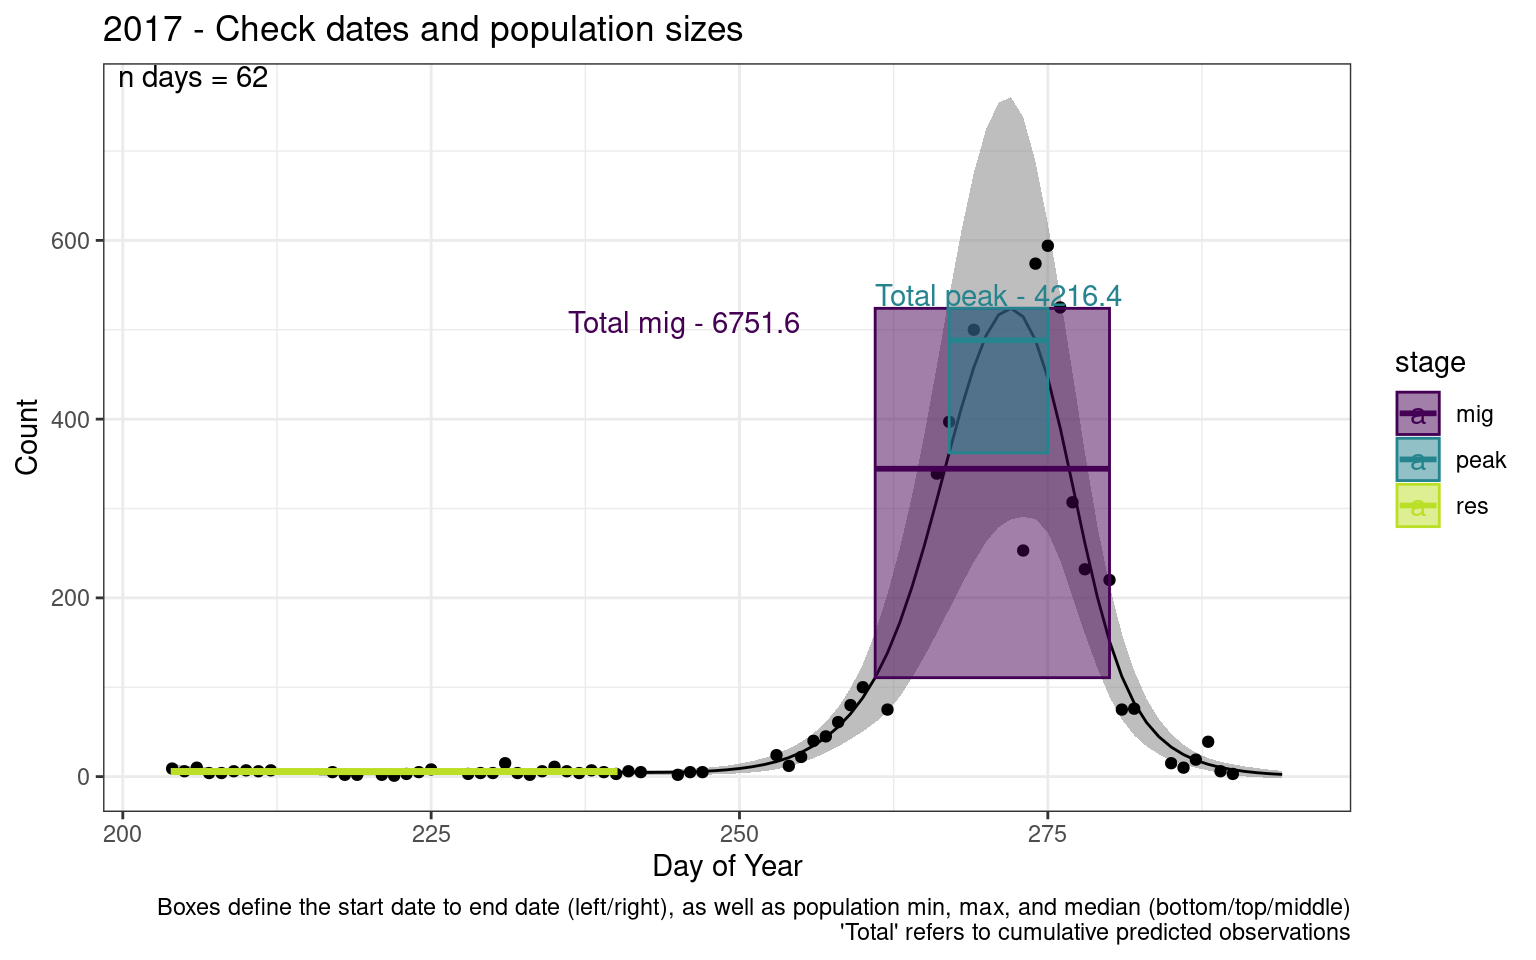 2017 - Check dates and population sizes
n days = 62
Total peak - 4216.4
Total mig - 6751.6
Count
600
400
200
0
200
225
250
275
Day of Year
stage
a mig
a peak
a res
Boxes define the start date to end date (left/right), as well as population min, max, and median (bottom/top/middle)
'Total' refers to cumulative predicted observations